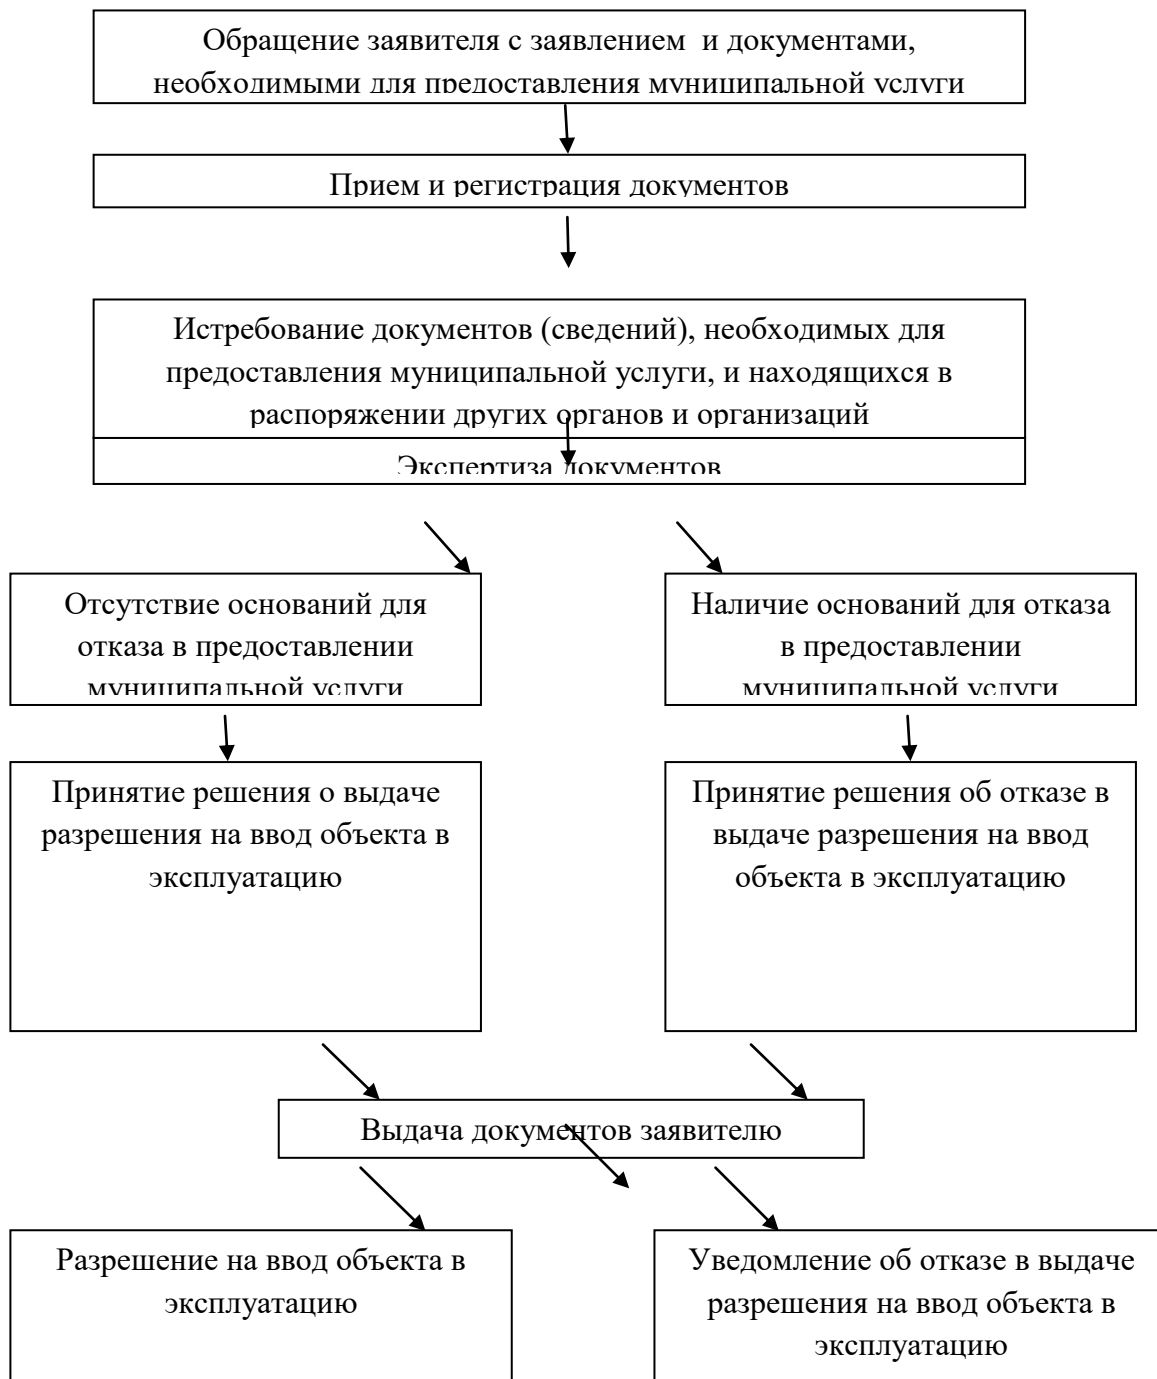 Обращение заявителя с заявлением и документами,
необходимыми для предоставления муниципальной услуги
Прием и регистрация документов
Истребование документов (сведений), необходимых для
предоставления муниципальной услуги, и находящихся в
распоряжении других органов и организаций
Экспертиза документов
Отсутствие оснований для
отказа в предоставлении
муниципальной услуги
Наличие оснований для отказа
в предоставлении
муниципальной услуги
Принятие решения о выдаче
разрешения на ввод объекта в
эксплуатацию
Принятие решения об отказе в
выдаче разрешения на ввод
объекта в эксплуатацию
Выдача документов заявителю
Разрешение на ввод объекта в
эксплуатацию
Уведомление об отказе в выдаче
разрешения на ввод объекта в
эксплуатацию